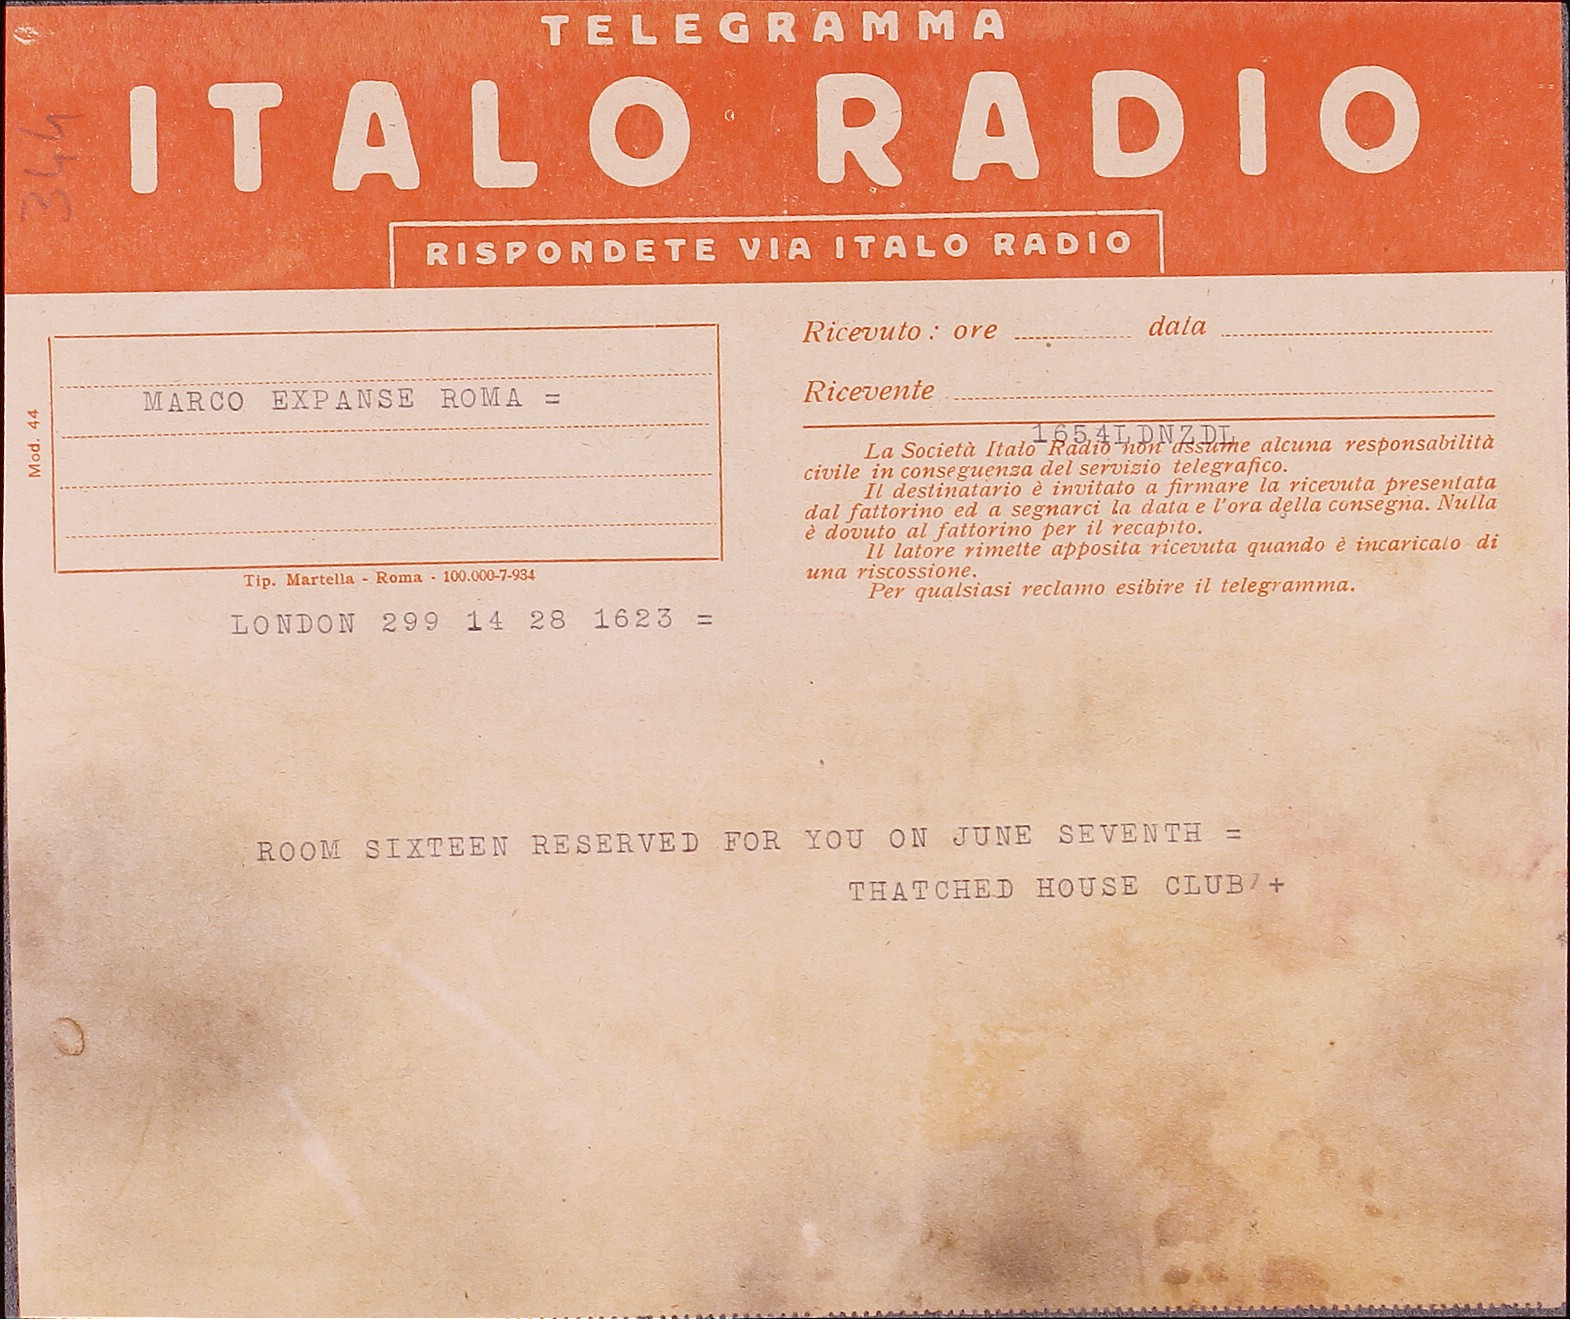 TELEGRAMMA
ITALO RADIO
RISPONDETE VIA ITALO RADIO
344
Mod. 44
MARCO EXPANSE ROMA =
Tip. Martella - Roma - 100.000-7-934
Ricevuto : ore data
Ricevente
1654LDNZDL
La Società Italo Radio non assume alcuna responsabilità
civile in conseguenza del servizio telegrafico.
Il destinatario è invitato a firmare la ricevuta presentata
dal fattorino ed a segnarci la data e l'ora della consegna. Nulla
è dovuto al fattorino per il recapito.
Il latore rimette apposita ricevuta quando è incaricato di
una riscossione.
Per qualsiasi reclamo esibire il telegramma.
LONDON 299 14 28 1623 =
ROOM SIXTEEN RESERVED FOR YOU ON JUNE SEVENTH =
THATCHED HOUSE CLUB +